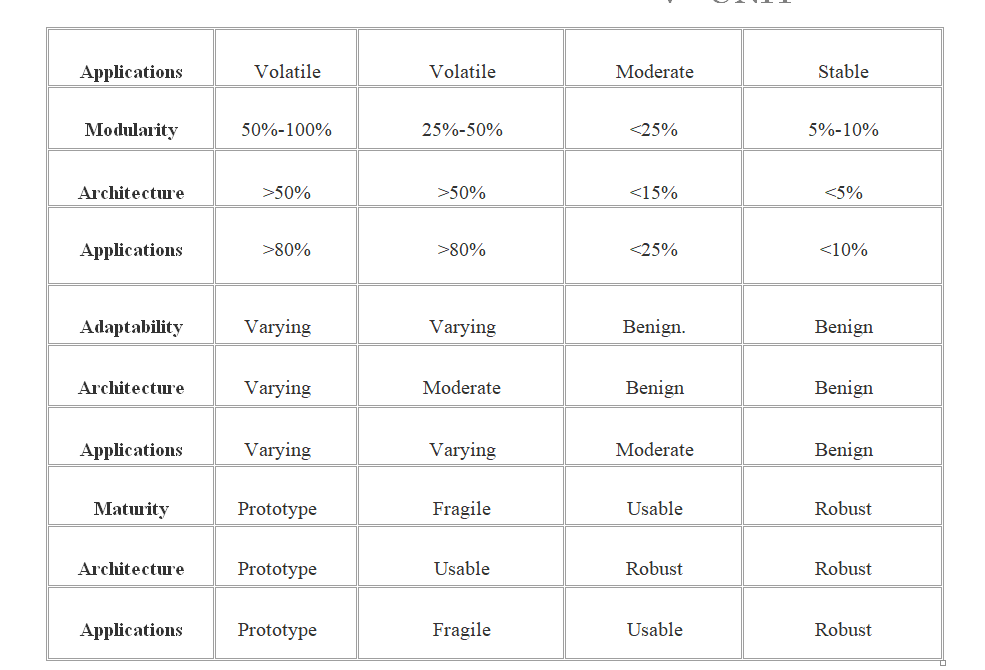 Applications Volatile Volatile Moderate Stable
Modularity 50%-100% 25%-50% <25% 5%-10%
Architecture >50% >50% <15% <5%
Applications >80% >80% <25% <10%
Adaptability Varying Varying Benign. Benign
Architecture Varying Moderate Benign Benign
Applications Varying Varying Moderate Benign
Maturity Prototype Fragile Usable Robust
Architecture Prototype Usable Robust Robust
Applications Prototype Fragile Usable Robust